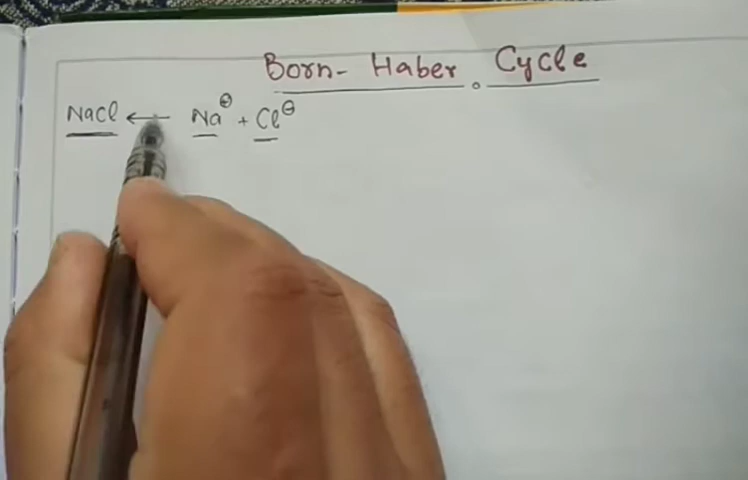 Born- Haber Cycle
NaCl ← Na⊕ + Cl⊖